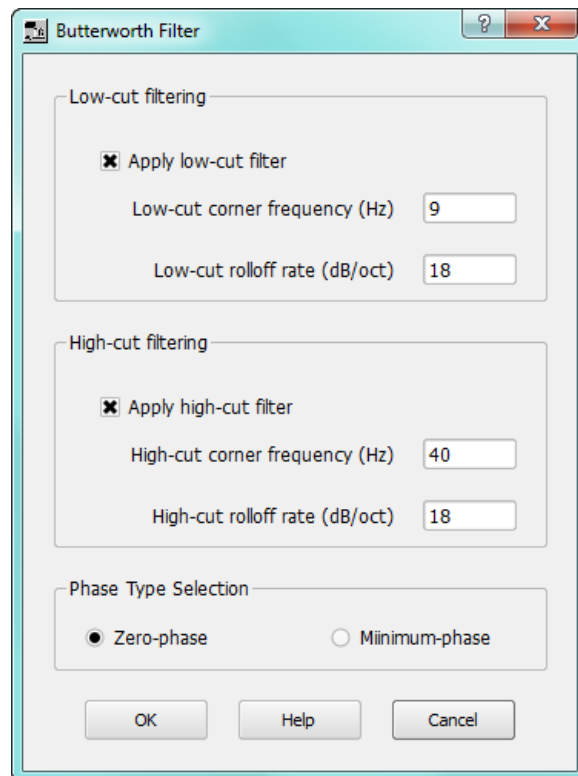 Butterworth Filter
Low-cut filtering
Apply low-cut filter
Low-cut corner frequency (Hz) 9
Low-cut rolloff rate (dB/oct) 18
High-cut filtering
Apply high-cut filter
High-cut corner frequency (Hz) 40
High-cut rolloff rate (dB/oct) 18
Phase Type Selection
Zero-phase Miinimum-phase
OK Help Cancel